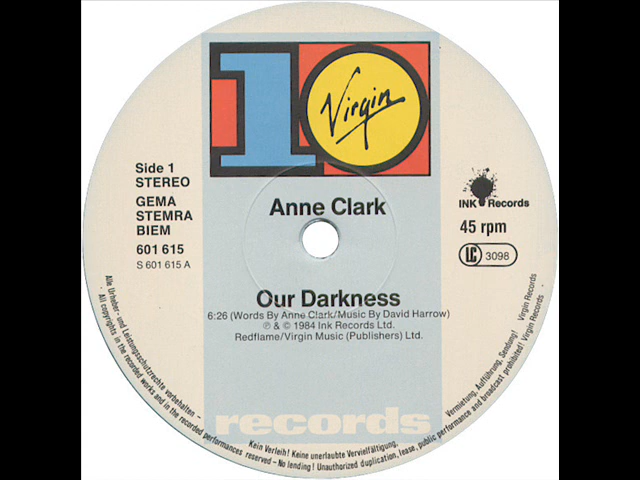 10
Virgin
Side 1
STEREO
GEMA
STEMRA
BIEM
601 615
S 601 615 A
INK Records
45 rpm
LC 3098
Anne Clark
Our Darkness
6:26 (Words By Anne Clark/Music By David Harrow)
℗ & © 1984 Ink Records Ltd.
Redflame/Virgin Music (Publishers) Ltd.
records
Alle Urheber- und Leistungsschutzrechte vorbehalten – Kein Verleih! Keine unerlaubte Vervielfältigung, Vermietung, Aufführung, Sendung! Virgin Records
- All copyrights in the recorded works and in the recorded performances reserved – No lending! Unauthorized duplication, lease, public performance and broadcast prohibited! Virgin Records